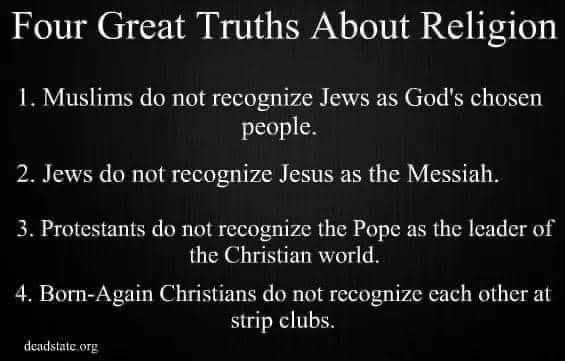 Four Great Truths About Religion
1. Muslims do not recognize Jews as God's chosen
people.
2. Jews do not recognize Jesus as the Messiah.
3. Protestants do not recognize the Pope as the leader of
the Christian world.
4. Born-Again Christians do not recognize each other at
strip clubs.
deadstate.org